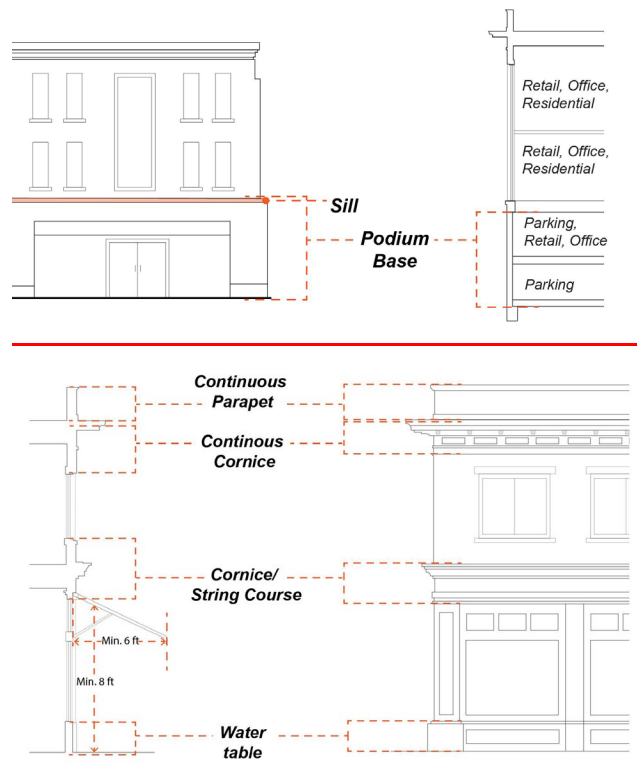 Retail, Office,
Residential
Retail, Office,
Residential
Sill
Podium
Base
Parking,
Retail, Office
Parking
Continuous
Parapet
Continous
Cornice
Cornice/
String Course
Min. 6 ft
Min. 8 ft
Water
table